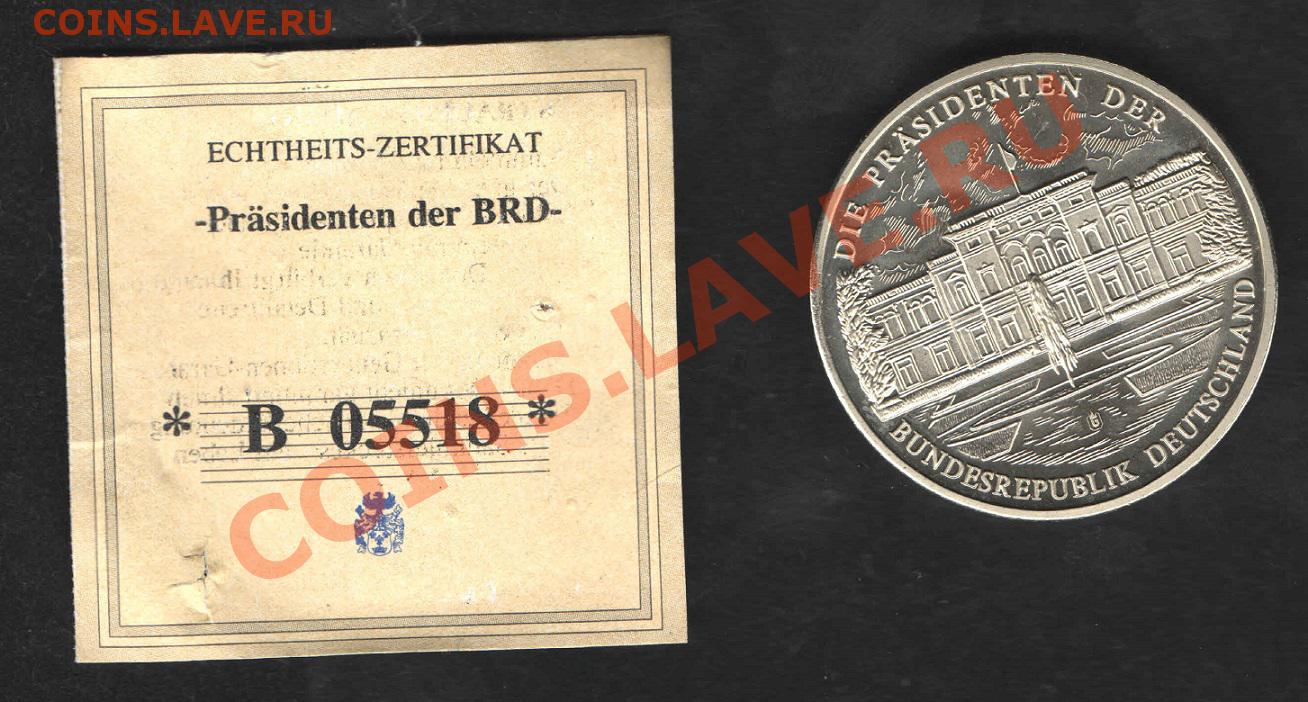 COINS.LAVE.RU
ECHTHEITS-ZERTIFIKAT
-Präsidenten der BRD-
* B 05518 *
DIE PRÄSIDENTEN DER
BUNDESREPUBLIK DEUTSCHLAND
COINS.LAVE.RU